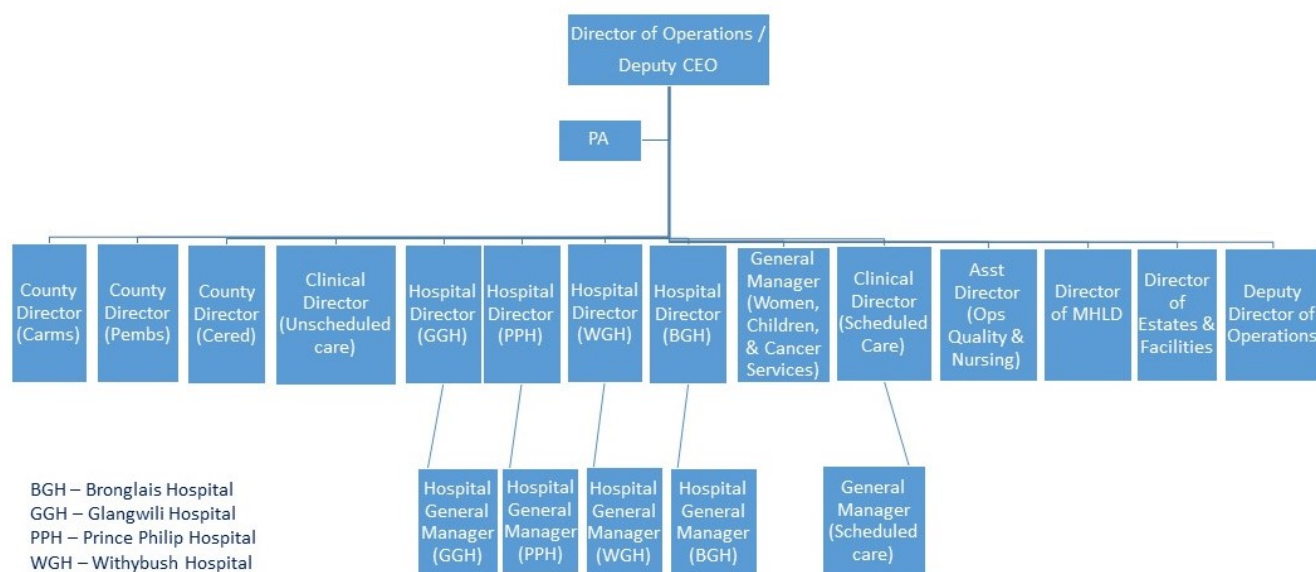 Director of Operations /
Deputy CEO
PA
County
Director
(Carms)
County
Director
(Pembs)
County
Director
(Cered)
Clinical
Director
(Unscheduled
care)
Hospital
Director
(GGH)
Hospital
Director
(PPH)
Hospital
Director
(WGH)
Hospital
Director
(BGH)
General
Manager
(Women,
Children,
& Cancer
Services)
Clinical
Director
(Scheduled
Care)
Asst
Director
(Ops
Quality &
Nursing)
Director
of MHLD
Director
of
Estates &
Facilities
Deputy
Director of
Operations
Hospital
General
Manager
(GGH)
Hospital
General
Manager
(PPH)
Hospital
General
Manager
(WGH)
Hospital
General
Manager
(BGH)
General
Manager
(Scheduled
care)
BGH – Bronglais Hospital
GGH – Glangwili Hospital
PPH – Prince Philip Hospital
WGH – Withybush Hospital